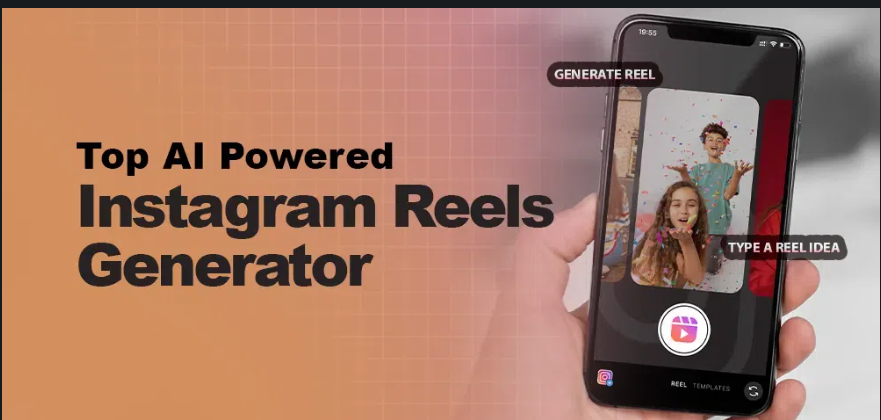 Top AI Powered
Instagram Reels
Generator
19:55
GENERATE REEL
TYPE A REEL IDEA
REEL TEMPLATES